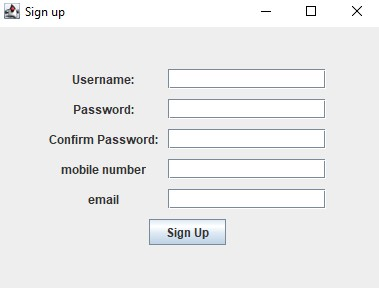 Sign up
Username:
Password:
Confirm Password:
mobile number
email
Sign Up